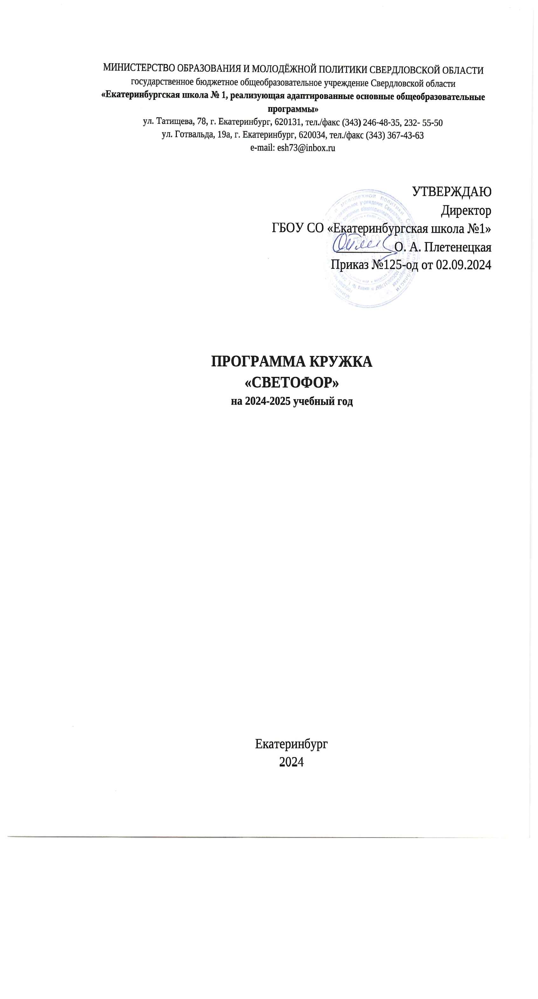 МИНИСТЕРСТВО ОБРАЗОВАНИЯ И МОЛОДЁЖНОЙ ПОЛИТИКИ СВЕРДЛОВСКОЙ ОБЛАСТИ
государственное бюджетное общеобразовательное учреждение Свердловской области
«Екатеринбургская школа № 1, реализующая адаптированные основные общеобразовательные
программы»
ул. Татищева, 78, г. Екатеринбург, 620131, тел./факс (343) 246-48-35, 232- 55-50
ул. Готвальда, 19а, г. Екатеринбург, 620034, тел./факс (343) 367-43-63
e-mail: esh73@inbox.ru
УТВЕРЖДАЮ
Директор
ГБОУ СО «Екатеринбургская школа №1»
О. А. Плетенецкая
Приказ №125-од от 02.09.2024
ПРОГРАММА КРУЖКА
«СВЕТОФОР»
на 2024-2025 учебный год
Екатеринбург
2024